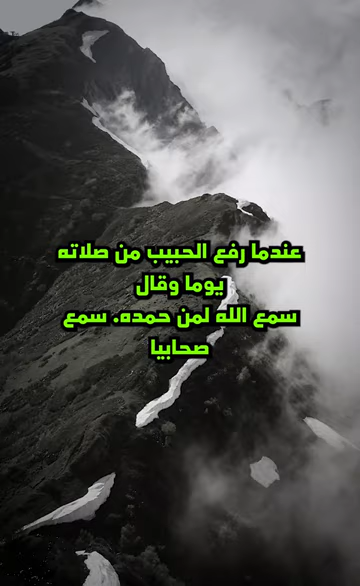 عندما رفع الحبيب من صلاته
يوما وقال
سمع الله لمن حمده. سمع
صحابيا